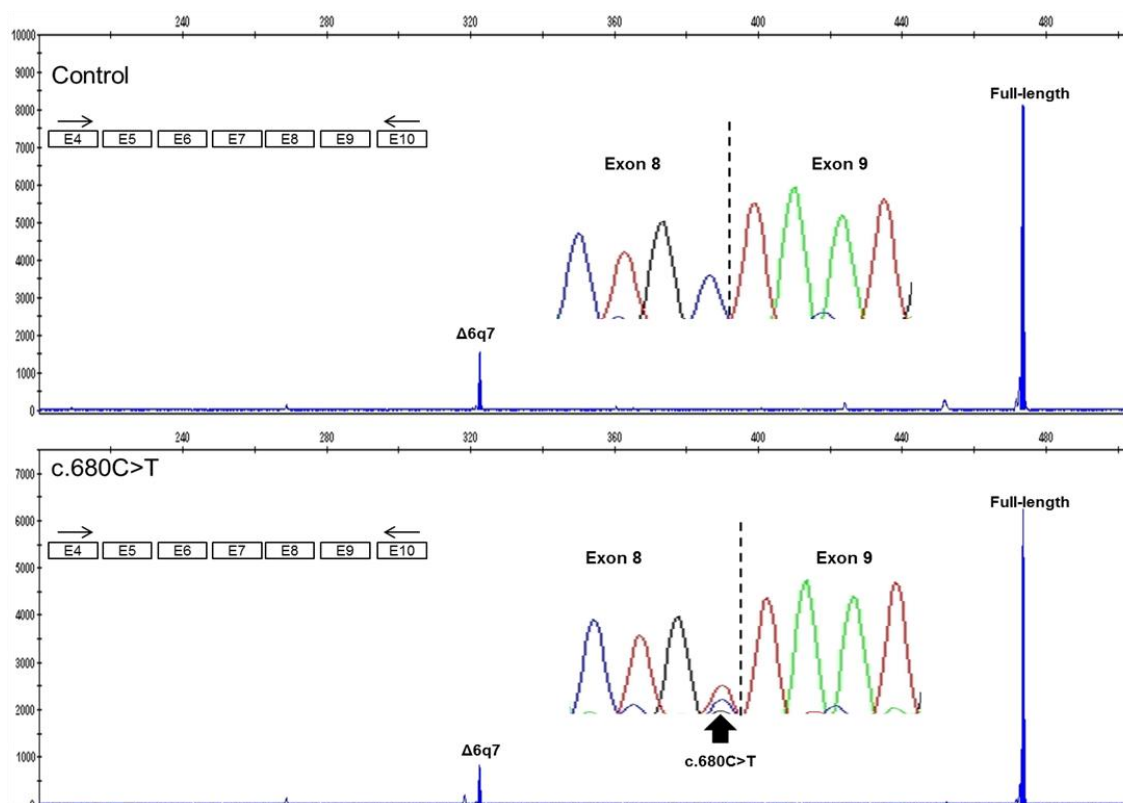 240 280 320 360 400 440 480
10000
Control
9000
Full-length
8000
E4 E5 E6 E7 E8 E9 E10
7000
Exon 8 Exon 9
6000
5000
4000
3000
2000
Δ6q7
1000
0
240 280 320 360 400 440 480
c.680C>T
7000
Full-length
6000
E4 E5 E6 E7 E8 E9 E10
Exon 8 Exon 9
5000
4000
3000
2000
c.680C>T
Δ6q7
1000